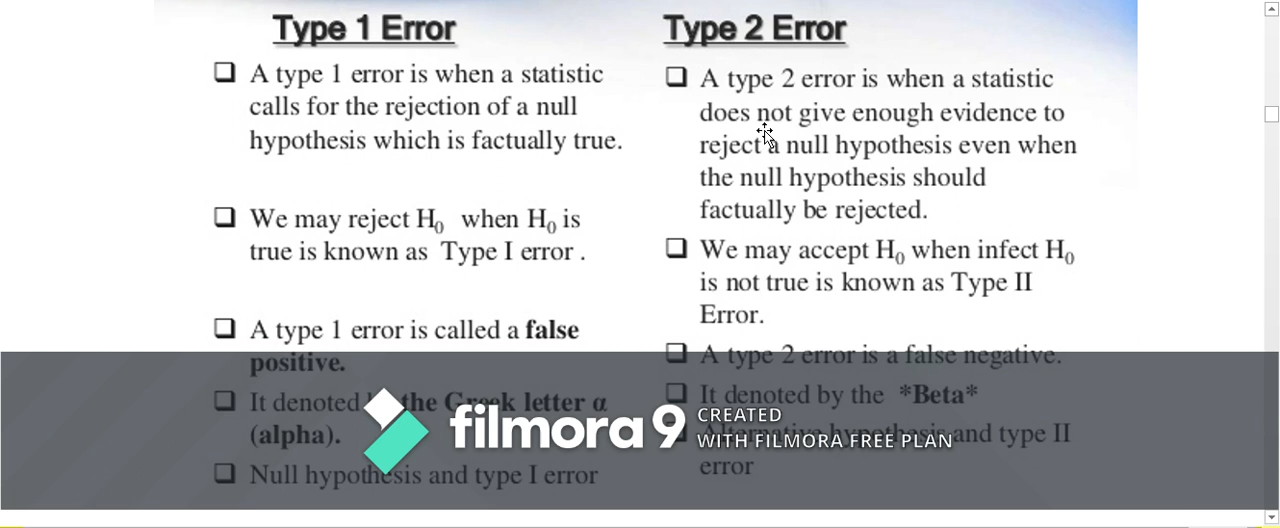 Type 1 Error
A type 1 error is when a statistic
calls for the rejection of a null
hypothesis which is factually true.
We may reject H₀ when H₀ is
true is known as Type I error .
A type 1 error is called a false
positive.
It denoted by the Greek letter α
(alpha).
Null hypothesis and type I error
Type 2 Error
A type 2 error is when a statistic
does not give enough evidence to
reject a null hypothesis even when
the null hypothesis should
factually be rejected.
We may accept H₀ when infect H₀
is not true is known as Type II
Error.
A type 2 error is a false negative.
It denoted by the *Beta*
Alternative hypothesis and type II
error
filmora 9
CREATED
WITH FILMORA FREE PLAN